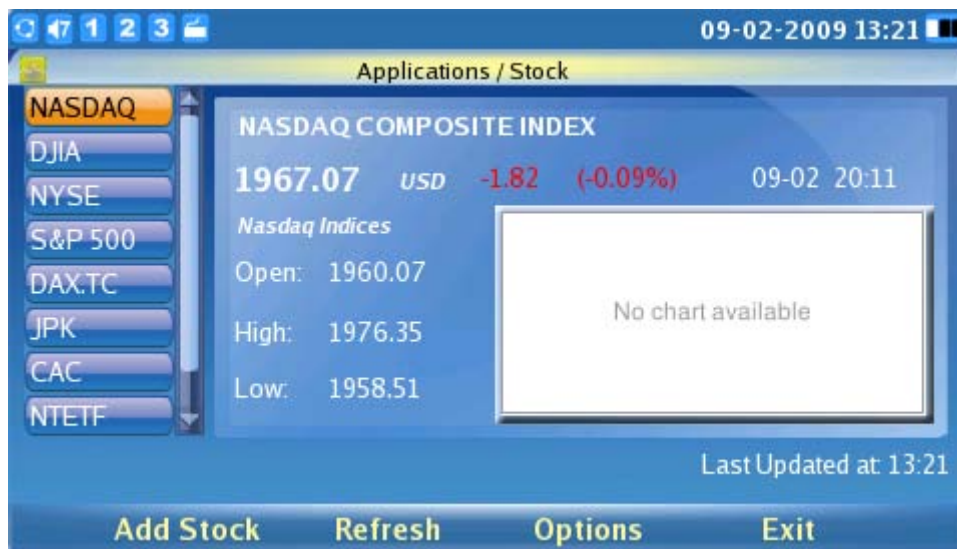 1 2 3 09-02-2009 13:21
Applications / Stock
NASDAQ
DJIA
NYSE
S&P 500
DAX.TC
JPK
CAC
NTETF
NASDAQ COMPOSITE INDEX
1967.07 USD -1.82 (-0.09%) 09-02 20:11
Nasdaq Indices
Open: 1960.07
High: 1976.35
Low: 1958.51
No chart available
Last Updated at: 13:21
Add Stock Refresh Options Exit